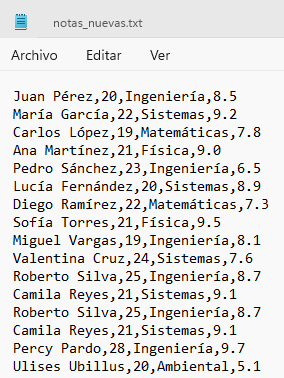 notas_nuevas.txt
Archivo Editar Ver
Juan Pérez,20,Ingeniería,8.5
María García,22,Sistemas,9.2
Carlos López,19,Matemáticas,7.8
Ana Martínez,21,Física,9.0
Pedro Sánchez,23,Ingeniería,6.5
Lucía Fernández,20,Sistemas,8.9
Diego Ramírez,22,Matemáticas,7.3
Sofía Torres,21,Física,9.5
Miguel Vargas,19,Ingeniería,8.1
Valentina Cruz,24,Sistemas,7.6
Roberto Silva,25,Ingeniería,8.7
Camila Reyes,21,Sistemas,9.1
Roberto Silva,25,Ingeniería,8.7
Camila Reyes,21,Sistemas,9.1
Percy Pardo,28,Ingeniería,9.7
Ulises Ubillus,20,Ambiental,5.1